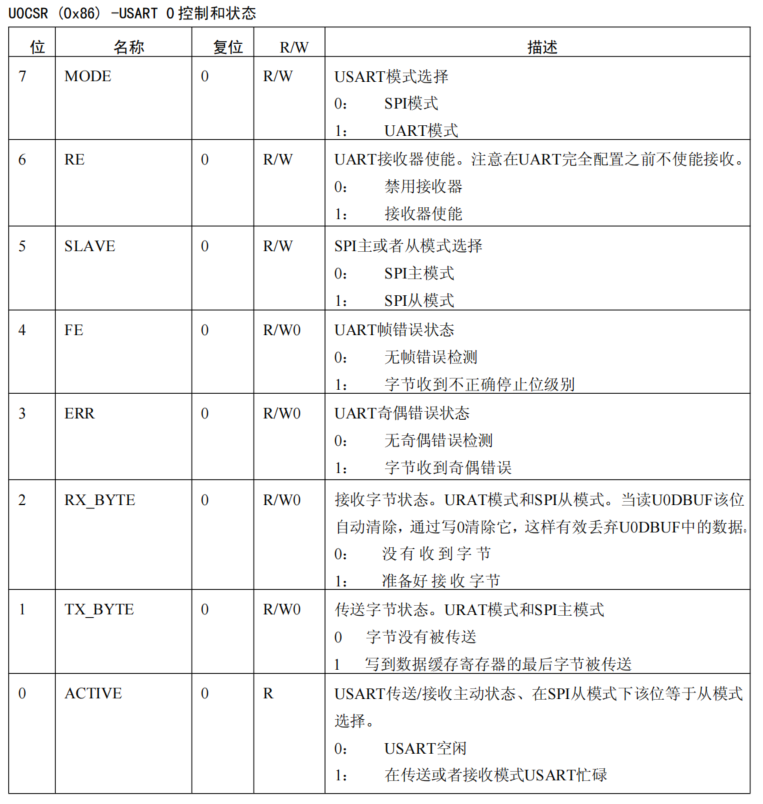 UOCSR (0x86) -USART 0 控制和状态
位 名称 复位 R/W 描述
7 MODE 0 R/W USART模式选择
0： SPI模式
1： UART模式
6 RE 0 R/W UART接收器使能。注意在UART完全配置之前不使能接收。
0： 禁用接收器
1： 接收器使能
5 SLAVE 0 R/W SPI主或者从模式选择
0： SPI主模式
1： SPI从模式
4 FE 0 R/W0 UART帧错误状态
0： 无帧错误检测
1： 字节收到不正确停止位级别
3 ERR 0 R/W0 UART奇偶错误状态
0： 无奇偶错误检测
1： 字节收到奇偶错误
2 RX_BYTE 0 R/W0 接收字节状态。URAT模式和SPI从模式。当读U0DBUF该位
自动清除，通过写0清除它，这样有效丢弃U0DBUF中的数据。
0： 没 有 收 到 字 节
1： 准备好 接 收 字节
1 TX_BYTE 0 R/W0 传送字节状态。URAT模式和SPI主模式
0 字节没有被传送
1 写到数据缓存寄存器的最后字节被传送
0 ACTIVE 0 R USART传送/接收主动状态、在SPI从模式下该位等于从模式
选择。
0： USART空闲
1： 在传送或者接收模式USART忙碌